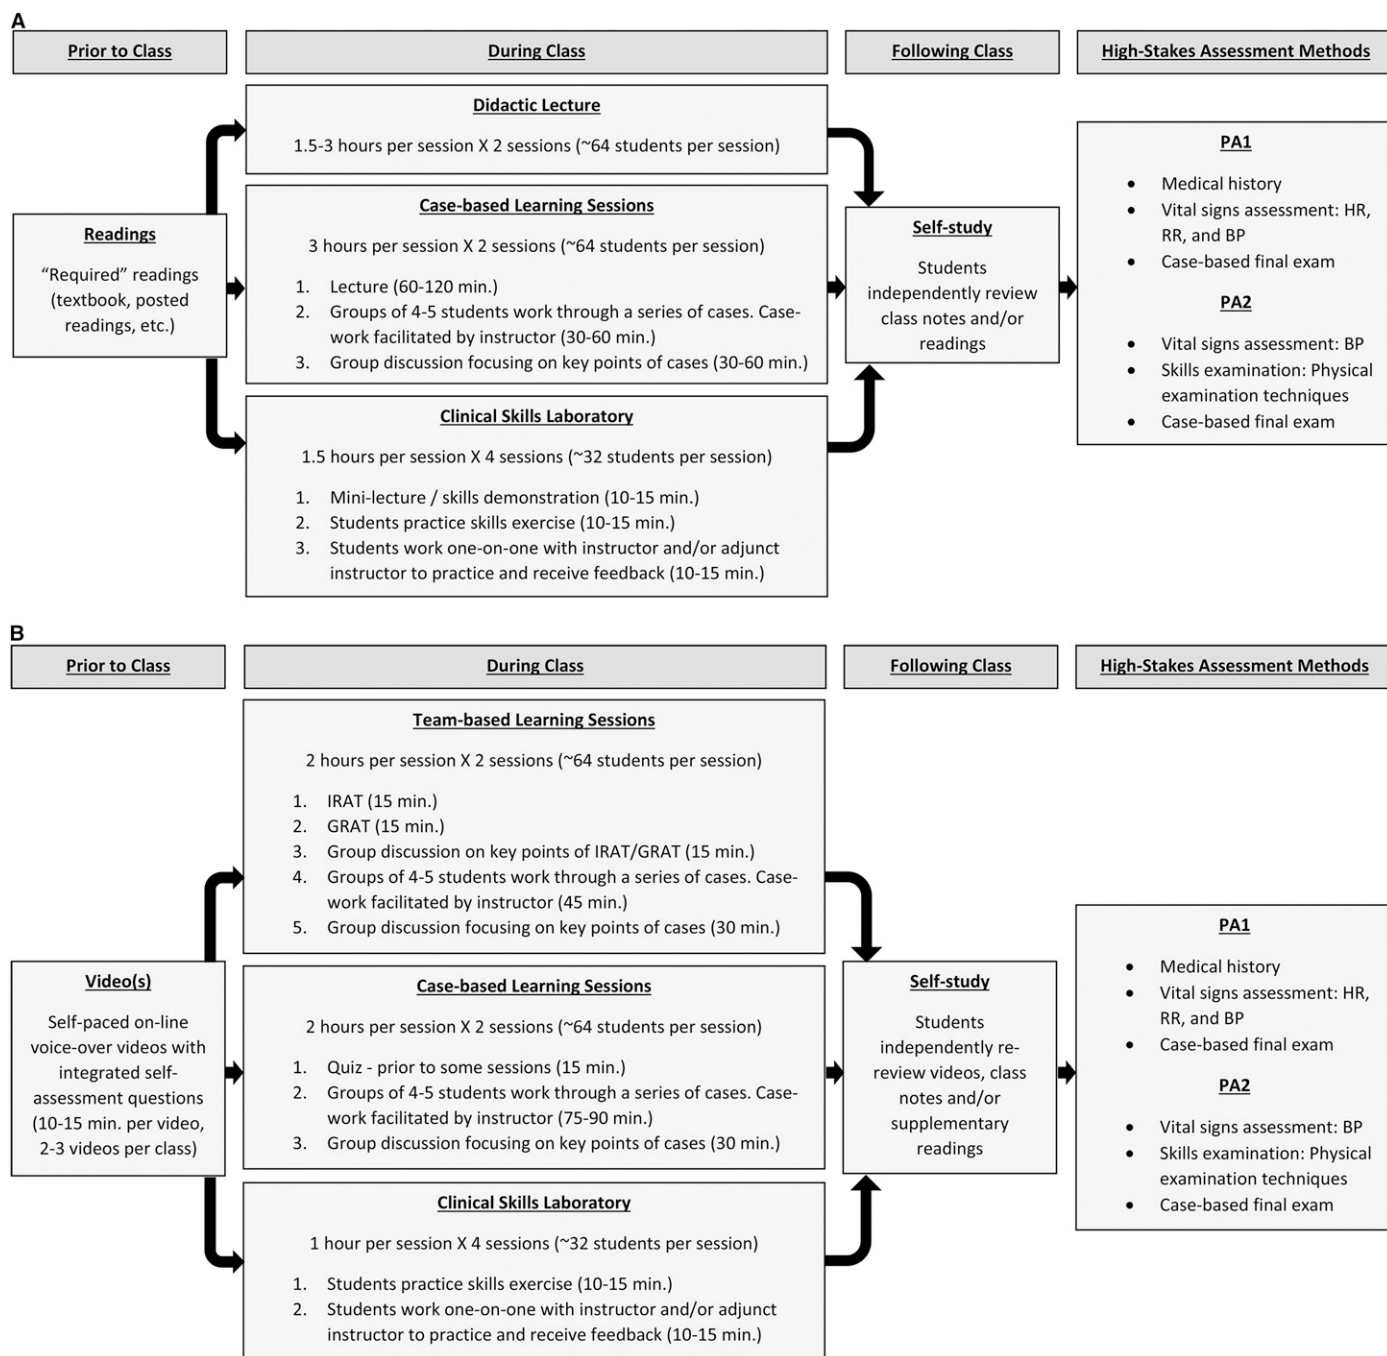 A
Prior to Class
During Class
Following Class
High-Stakes Assessment Methods
Readings
"Required" readings
(textbook, posted
readings, etc.)
Didactic Lecture
1.5-3 hours per session X 2 sessions (~64 students per session)
Case-based Learning Sessions
3 hours per session X 2 sessions (~64 students per session)
1. Lecture (60-120 min.)
2. Groups of 4-5 students work through a series of cases. Case-
work facilitated by instructor (30-60 min.)
3. Group discussion focusing on key points of cases (30-60 min.)
Clinical Skills Laboratory
1.5 hours per session X 4 sessions (~32 students per session)
1. Mini-lecture / skills demonstration (10-15 min.)
2. Students practice skills exercise (10-15 min.)
3. Students work one-on-one with instructor and/or adjunct
instructor to practice and receive feedback (10-15 min.)
Self-study
Students
independently review
class notes and/or
readings
PA1
• Medical history
• Vital signs assessment: HR,
RR, and BP
• Case-based final exam
PA2
• Vital signs assessment: BP
• Skills examination: Physical
examination techniques
• Case-based final exam
B
Prior to Class
During Class
Following Class
High-Stakes Assessment Methods
Video(s)
Self-paced on-line
voice-over videos with
integrated self-
assessment questions
(10-15 min. per video,
2-3 videos per class)
Team-based Learning Sessions
2 hours per session X 2 sessions (~64 students per session)
1. IRAT (15 min.)
2. GRAT (15 min.)
3. Group discussion on key points of IRAT/GRAT (15 min.)
4. Groups of 4-5 students work through a series of cases. Case-
work facilitated by instructor (45 min.)
5. Group discussion focusing on key points of cases (30 min.)
Case-based Learning Sessions
2 hours per session X 2 sessions (~64 students per session)
1. Quiz - prior to some sessions (15 min.)
2. Groups of 4-5 students work through a series of cases. Case-
work facilitated by instructor (75-90 min.)
3. Group discussion focusing on key points of cases (30 min.)
Clinical Skills Laboratory
1 hour per session X 4 sessions (~32 students per session)
1. Students practice skills exercise (10-15 min.)
2. Students work one-on-one with instructor and/or adjunct
instructor to practice and receive feedback (10-15 min.)
Self-study
Students
independently re-
review videos, class
notes and/or
supplementary
readings
PA1
• Medical history
• Vital signs assessment: HR,
RR, and BP
• Case-based final exam
PA2
• Vital signs assessment: BP
• Skills examination: Physical
examination techniques
• Case-based final exam